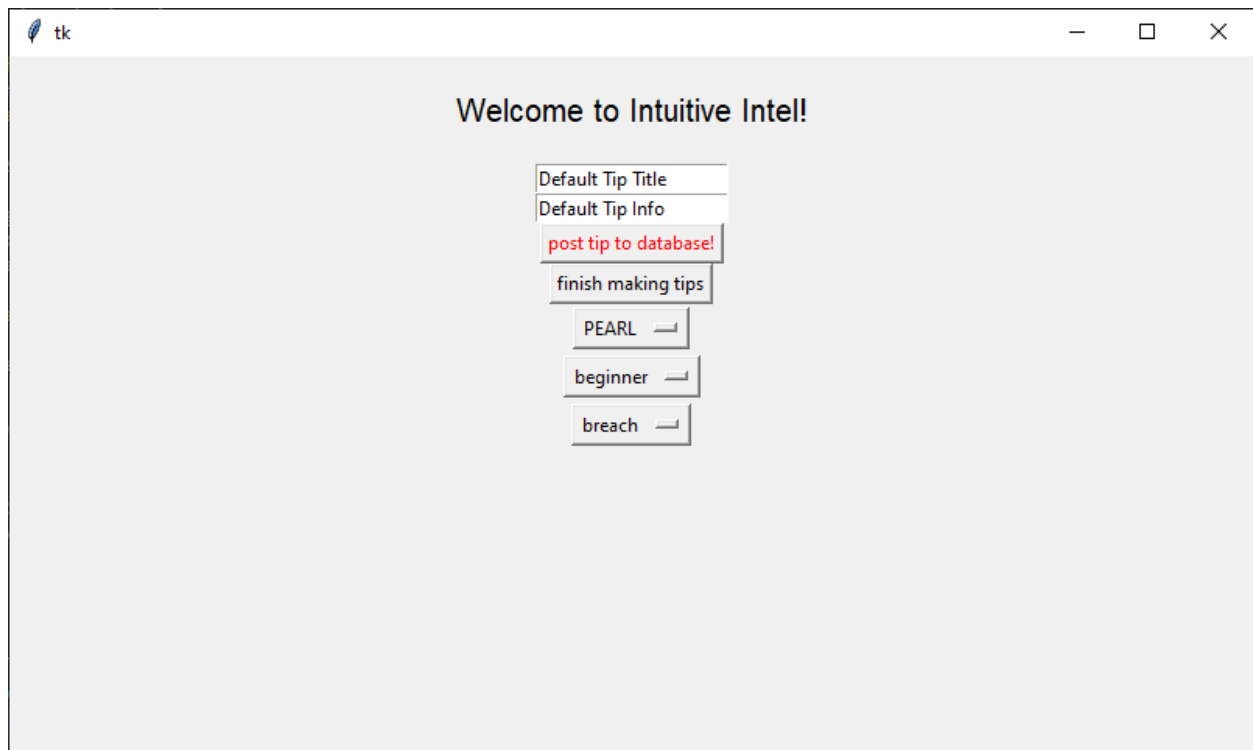 tk
Welcome to Intuitive Intel!
Default Tip Title
Default Tip Info
post tip to database!
finish making tips
PEARL
beginner
breach